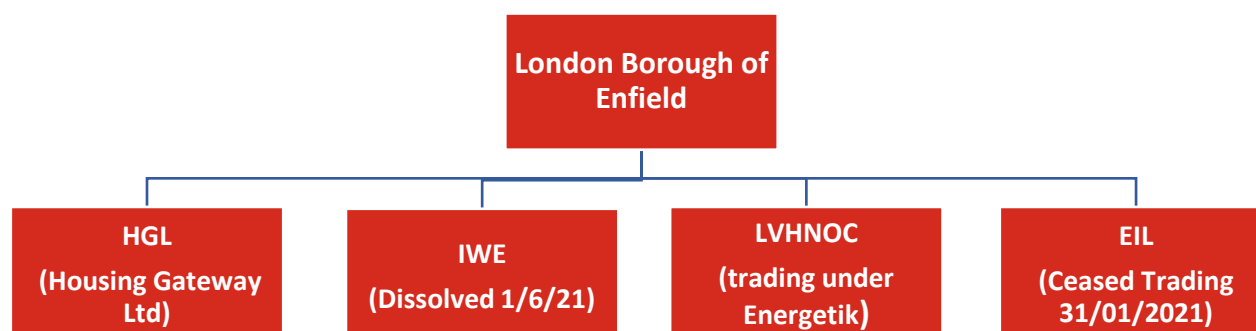 London Borough of
Enfield
HGL
(Housing Gateway
Ltd)
IWE
(Dissolved 1/6/21)
LVHNOC
(trading under
Energetik)
EIL
(Ceased Trading
31/01/2021)